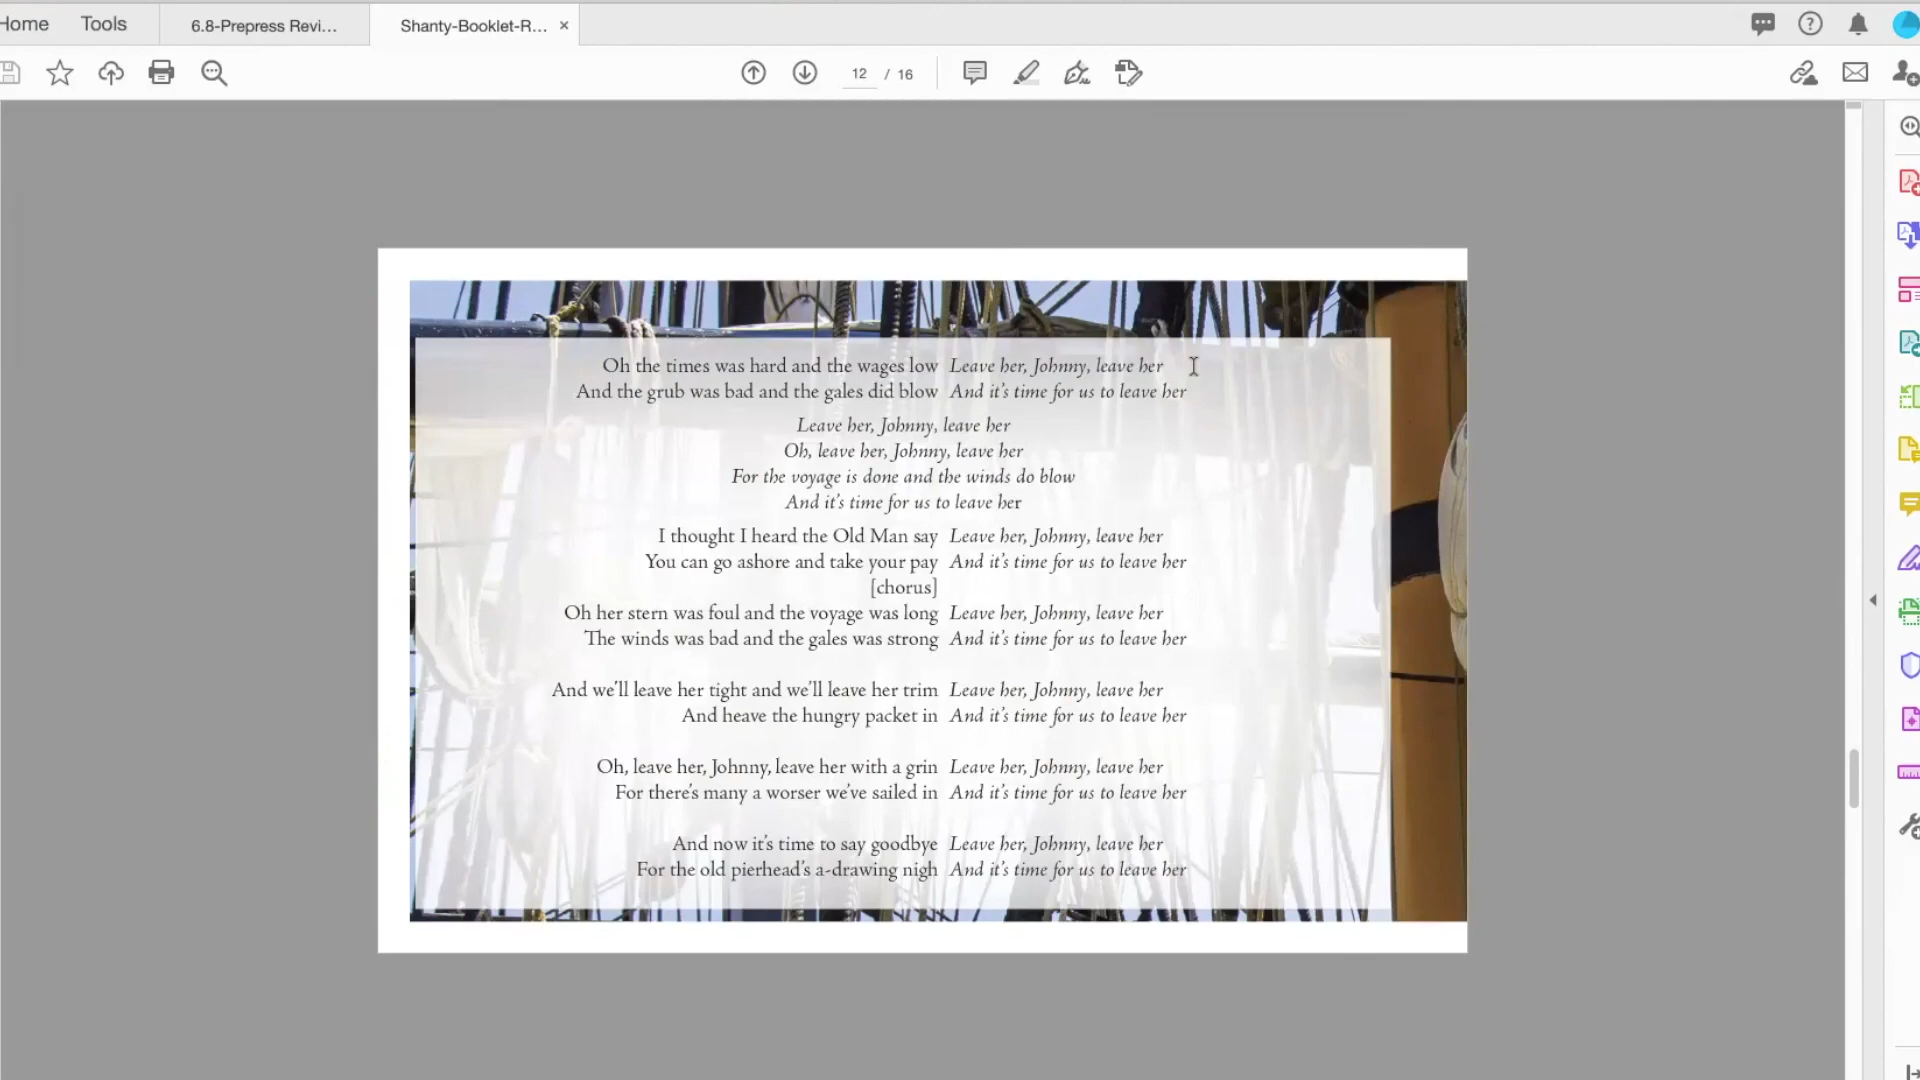 Home Tools 6.8-Prepress Revi... Shanty-Booklet-R... ×
12 / 16
Oh the times was hard and the wages low Leave her, Johnny, leave her
And the grub was bad and the gales did blow And it's time for us to leave her
Leave her, Johnny, leave her
Oh, leave her, Johnny, leave her
For the voyage is done and the winds do blow
And it's time for us to leave her
I thought I heard the Old Man say Leave her, Johnny, leave her
You can go ashore and take your pay And it's time for us to leave her
[chorus]
Oh her stern was foul and the voyage was long Leave her, Johnny, leave her
The winds was bad and the gales was strong And it's time for us to leave her
And we'll leave her tight and we'll leave her trim Leave her, Johnny, leave her
And heave the hungry packet in And it's time for us to leave her
Oh, leave her, Johnny, leave her with a grin Leave her, Johnny, leave her
For there's many a worser we've sailed in And it's time for us to leave her
And now it's time to say goodbye Leave her, Johnny, leave her
For the old pierhead's a-drawing nigh And it's time for us to leave her